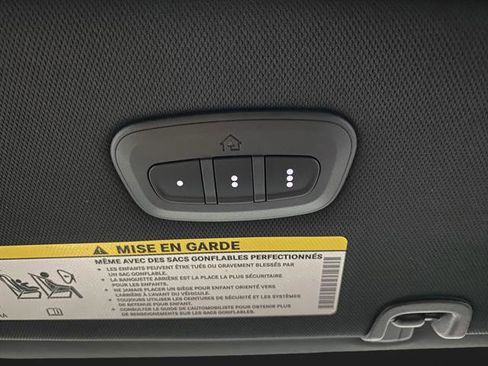 MISE EN GARDE
MÊME AVEC DES SACS GONFLABLES PERFECTIONNÉS
• LES ENFANTS PEUVENT ÊTRE TUÉS OU GRAVEMENT BLESSÉS PAR
UN SAC GONFLABLE.
• LA BANQUETTE ARRIÈRE EST LA PLACE LA PLUS SÉCURITAIRE
POUR LES ENFANTS.
• NE JAMAIS PLACER UN SIÈGE POUR ENFANT ORIENTÉ VERS
L'ARRIÈRE À L'AVANT DU VÉHICULE.
• TOUJOURS UTILISER LES CEINTURES DE SÉCURITÉ ET LES SYSTÈMES
DE RETENUE POUR ENFANT.
• CONSULTER LE GUIDE DE L'AUTOMOBILISTE POUR OBTENIR PLUS
DE RENSEIGNEMENTS SUR LES SACS GONFLABLES.